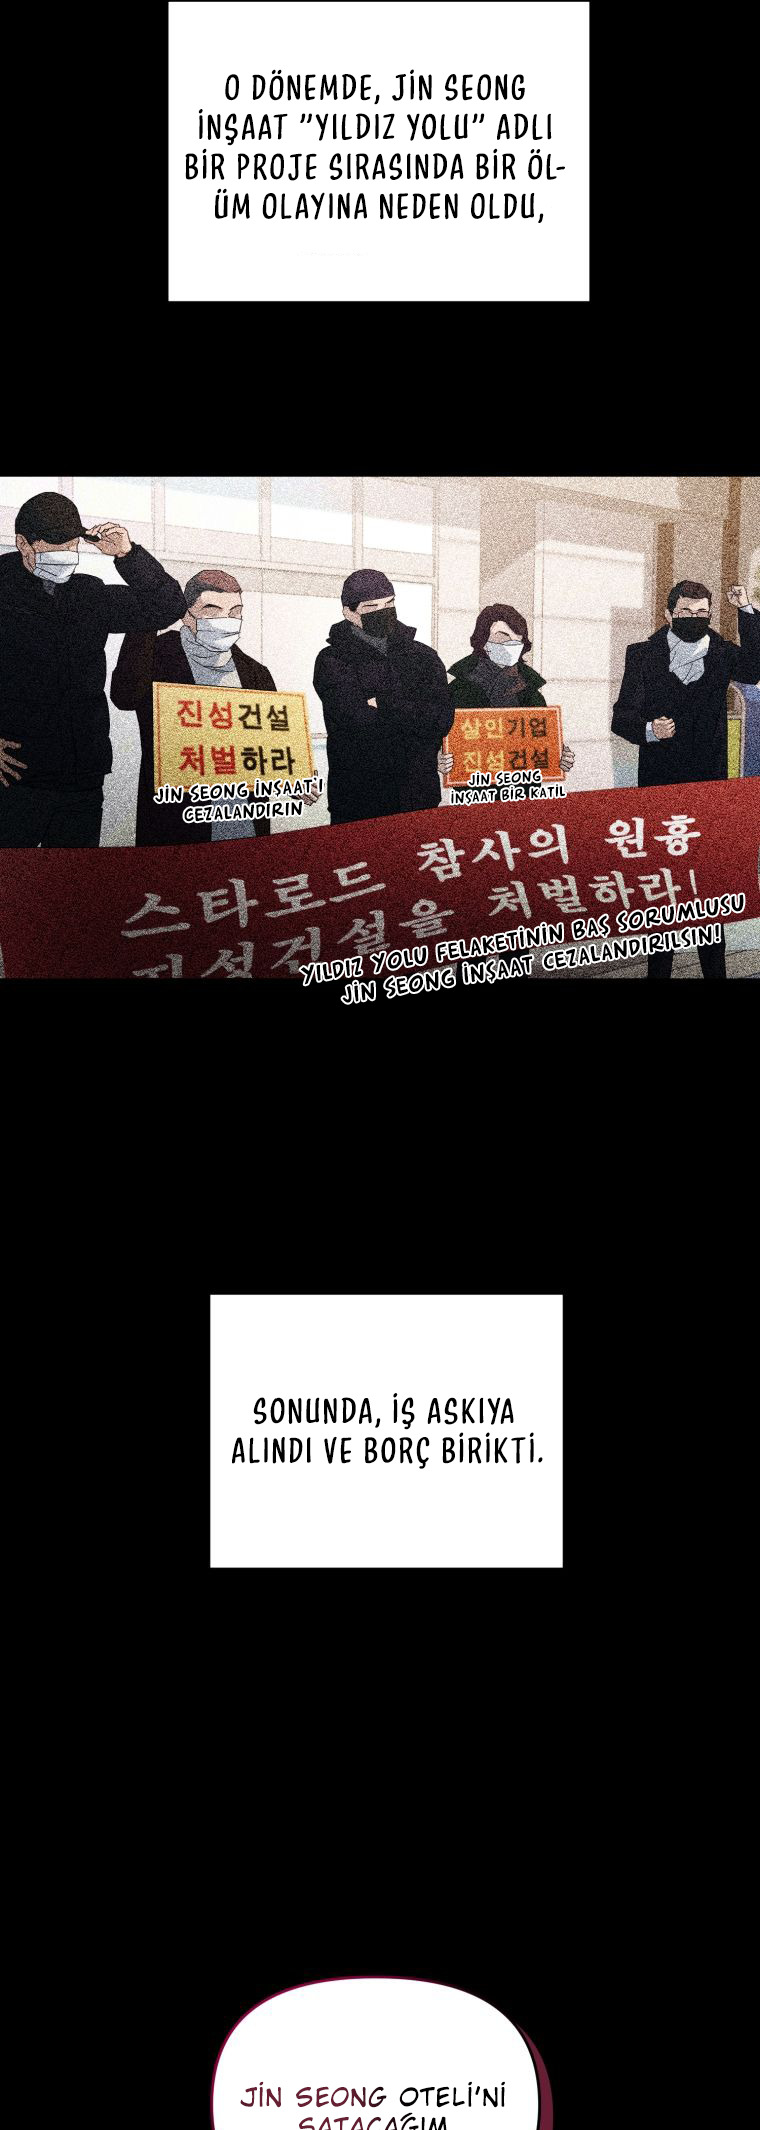 O DÖNEMDE, JİN SEONG
İNŞAAT "YILDIZ YOLU" ADLI
BİR PROJE SIRASINDA BİR ÖL-
ÜM OLAYINA NEDEN OLDU,
진성건설
처벌하라
JİN SEONG İNŞAAT'I
CEZALANDIRIN
살인기업
진성건설
JİN SEONG
İNŞAAT BİR KATİL
스타로드 참사의 원흉
진성건설을 처벌하라!
YILDIZ YOLU FELAKETİNİN BAŞ SORUMLUSU
JİN SEONG İNŞAAT CEZALANDIRILSIN!
SONUNDA, İŞ ASKIYA
ALINDI VE BORÇ BİRİKTİ.
JİN SEONG OTELİ'Nİ
SATACAĞIM